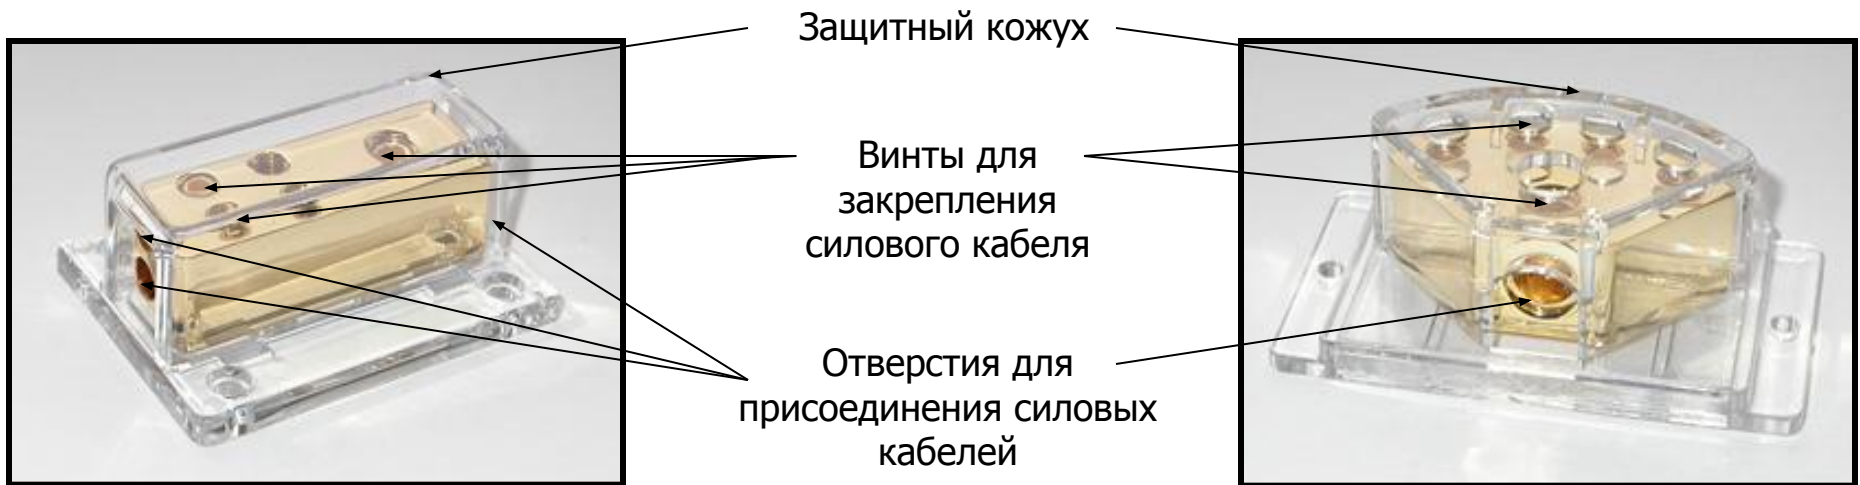 Защитный кожух
Винты для
закрепления
силового кабеля
Отверстия для
присоединения силовых
кабелей